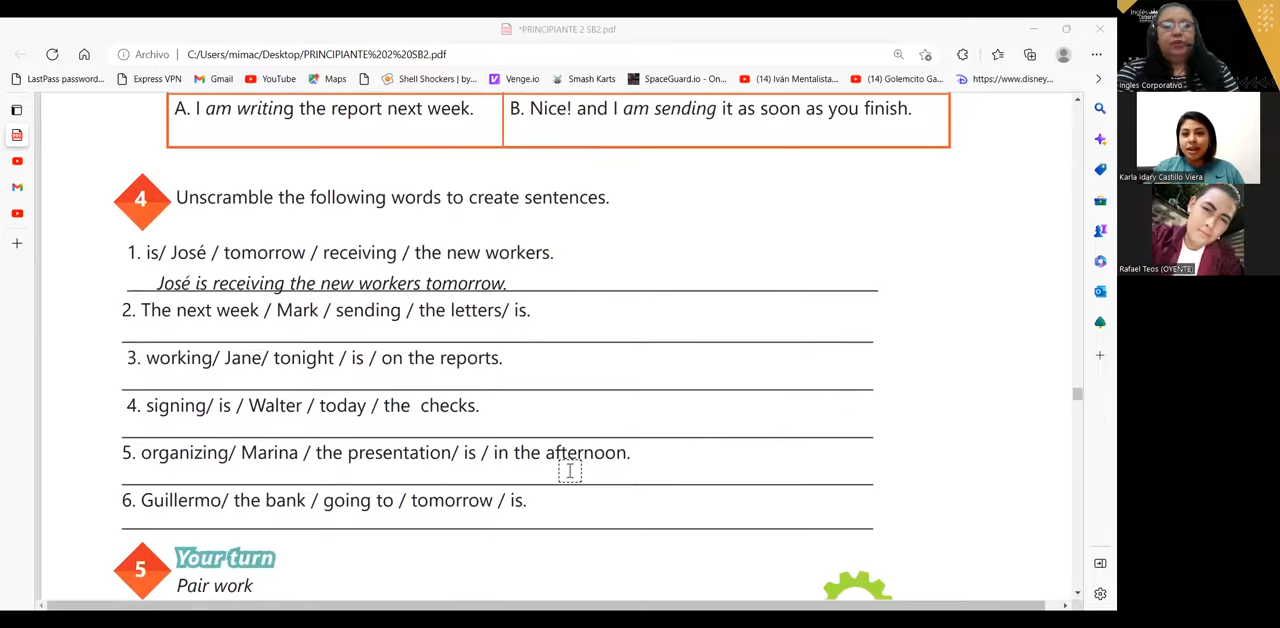 *PRINCIPIANTE 2 SB2.pdf
Archivo
C:/Users/mimac/Desktop/PRINCIPIANTE%202%20SB2.pdf
LastPass password...
Express VPN
Gmail
YouTube
Maps
Shell Shockers | by...
Venge.io
Smash Karts
SpaceGuard.io - On...
(14) Iván Mentalista...
(14) Golemcito Ga...
https://www.disney...
A. I am writing the report next week.
B. Nice! and I am sending it as soon as you finish.
4 Unscramble the following words to create sentences.
1. is/ José / tomorrow / receiving / the new workers.
José is receiving the new workers tomorrow.
2. The next week / Mark / sending / the letters/ is.
3. working/ Jane/ tonight / is / on the reports.
4. signing/ is / Walter / today / the checks.
5. organizing/ Marina / the presentation/ is / in the afternoon.
6. Guillermo/ the bank / going to / tomorrow / is.
5 Your turn
Pair work
Ingles Corporativo
Karla Idary Castillo Viera
Rafael Teos (OYENTE)